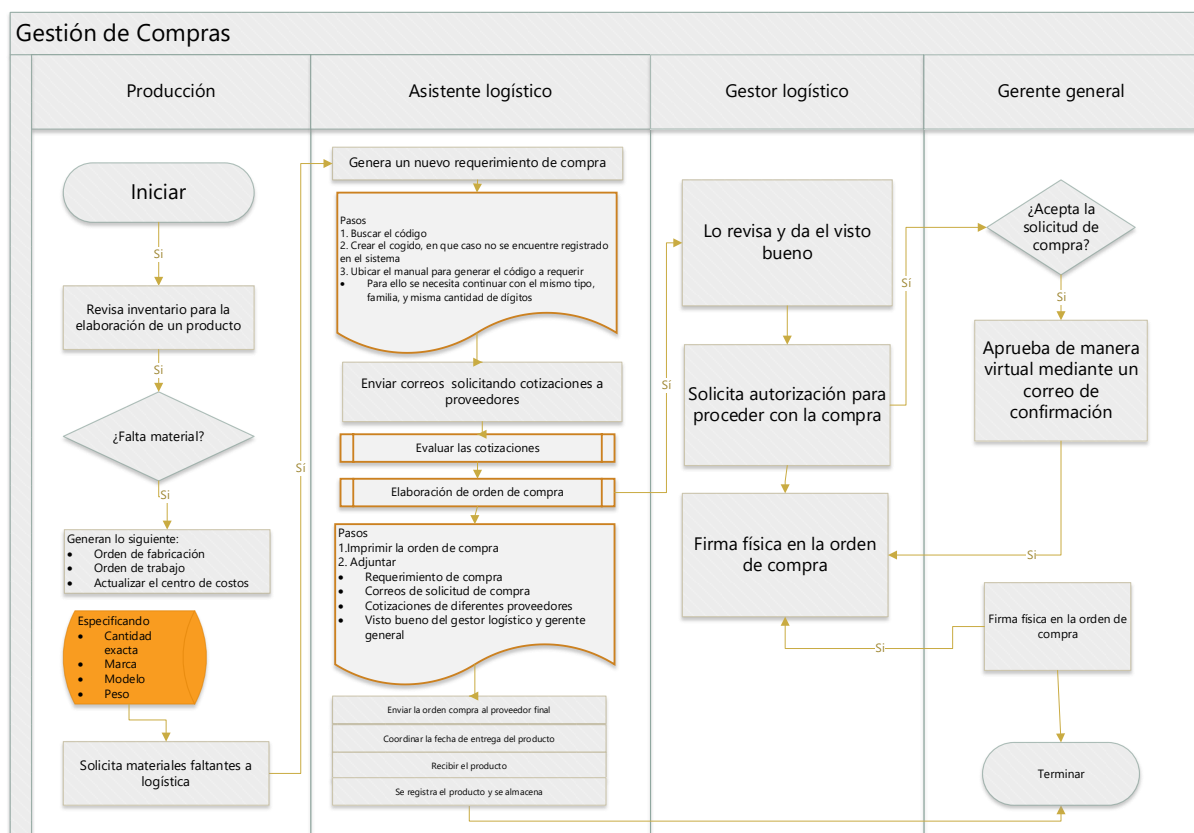 Gestión de Compras
Producción
Asistente logístico
Gestor logístico
Gerente general
Iniciar
Si
Revisa inventario para la
elaboración de un producto
Si
¿Falta material?
Si
Generan lo siguiente:
• Orden de fabricación
• Orden de trabajo
• Actualizar el centro de costos
Especificando
• Cantidad
exacta
• Marca
• Modelo
• Peso
Solicita materiales faltantes a
logística
Sí
Genera un nuevo requerimiento de compra
Pasos
1. Buscar el código
2. Crear el cogido, en que caso no se encuentre registrado
en el sistema
3. Ubicar el manual para generar el código a requerir
• Para ello se necesita continuar con el mismo tipo,
familia, y misma cantidad de dígitos
Enviar correos solicitando cotizaciones a
proveedores
Evaluar las cotizaciones
Elaboración de orden de compra
Pasos
1.Imprimir la orden de compra
2. Adjuntar
• Requerimiento de compra
• Correos de solicitud de compra
• Cotizaciones de diferentes proveedores
• Visto bueno del gestor logístico y gerente
general
Enviar la orden compra al proveedor final
Coordinar la fecha de entrega del producto
Recibir el producto
Se registra el producto y se almacena
Si
Lo revisa y da el visto
bueno
Solicita autorización para
proceder con la compra
Firma física en la orden
de compra
Sí
¿Acepta la
solicitud de
compra?
Si
Aprueba de manera
virtual mediante un
correo de
confirmación
Si
Firma física en la orden de
compra
Si
Terminar